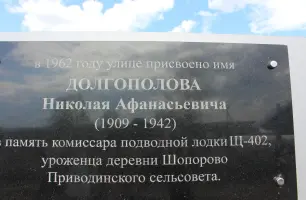 в 1962 году улице присвоено имя
ДОЛГОПОЛОВА
Николая Афанасьевича
(1909 - 1942)
в память комиссара подводной лодки Щ-402,
уроженца деревни Шопорово
Приводинского сельсовета.